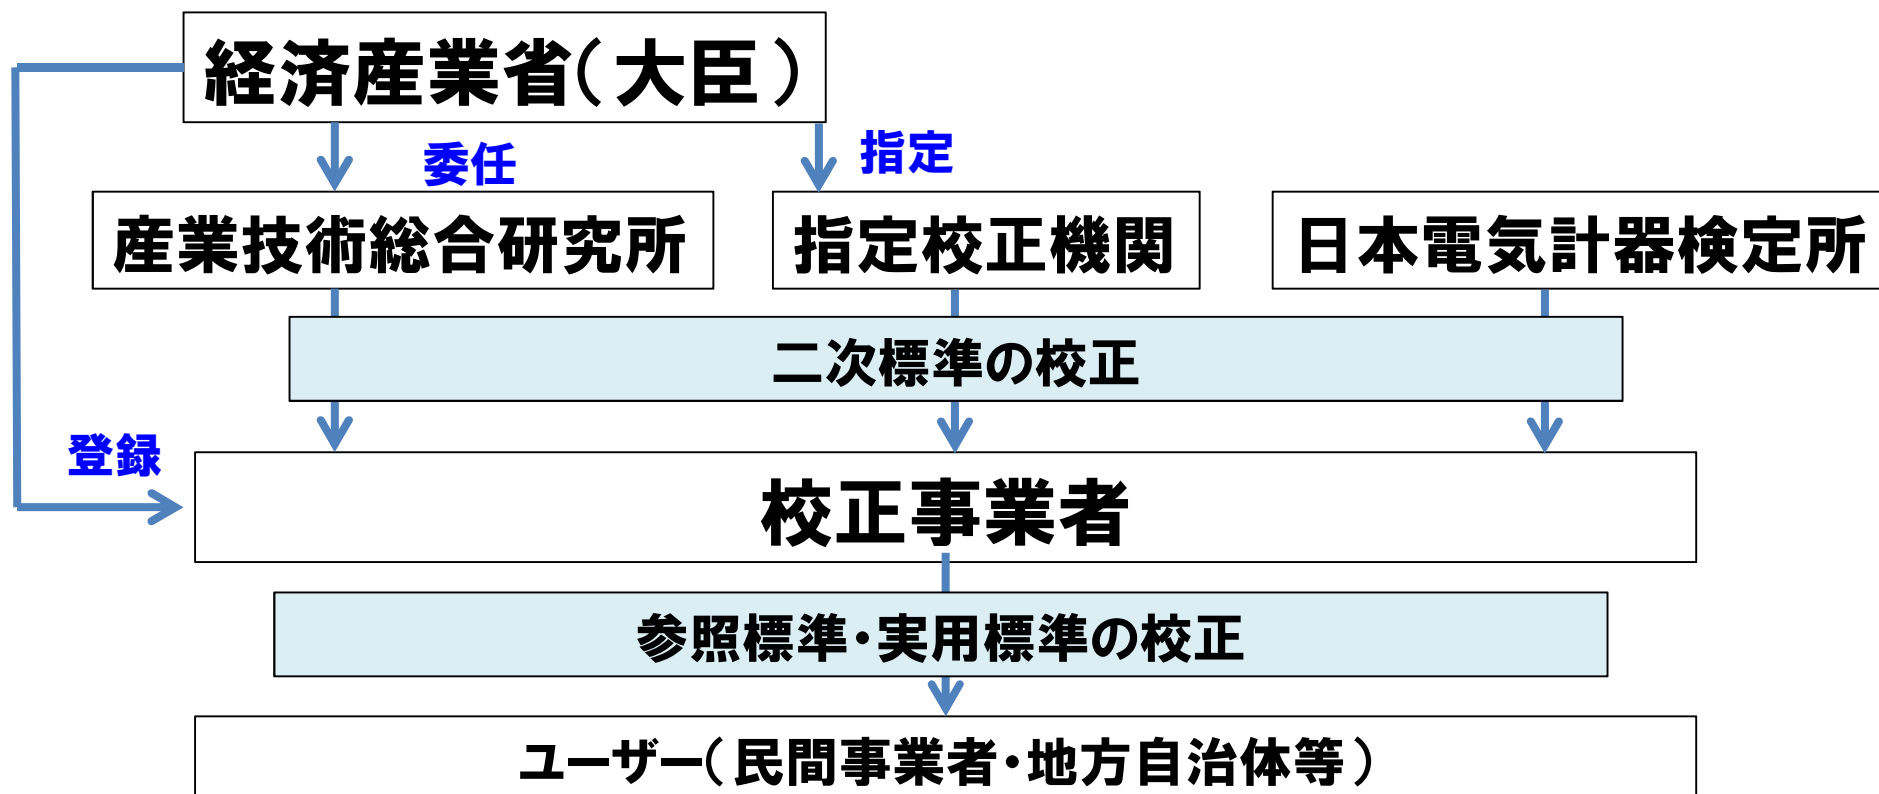 経済産業省（大臣）
委任
指定
産業技術総合研究所
指定校正機関
日本電気計器検定所
二次標準の校正
登録
校正事業者
参照標準・実用標準の校正
ユーザー（民間事業者・地方自治体等）